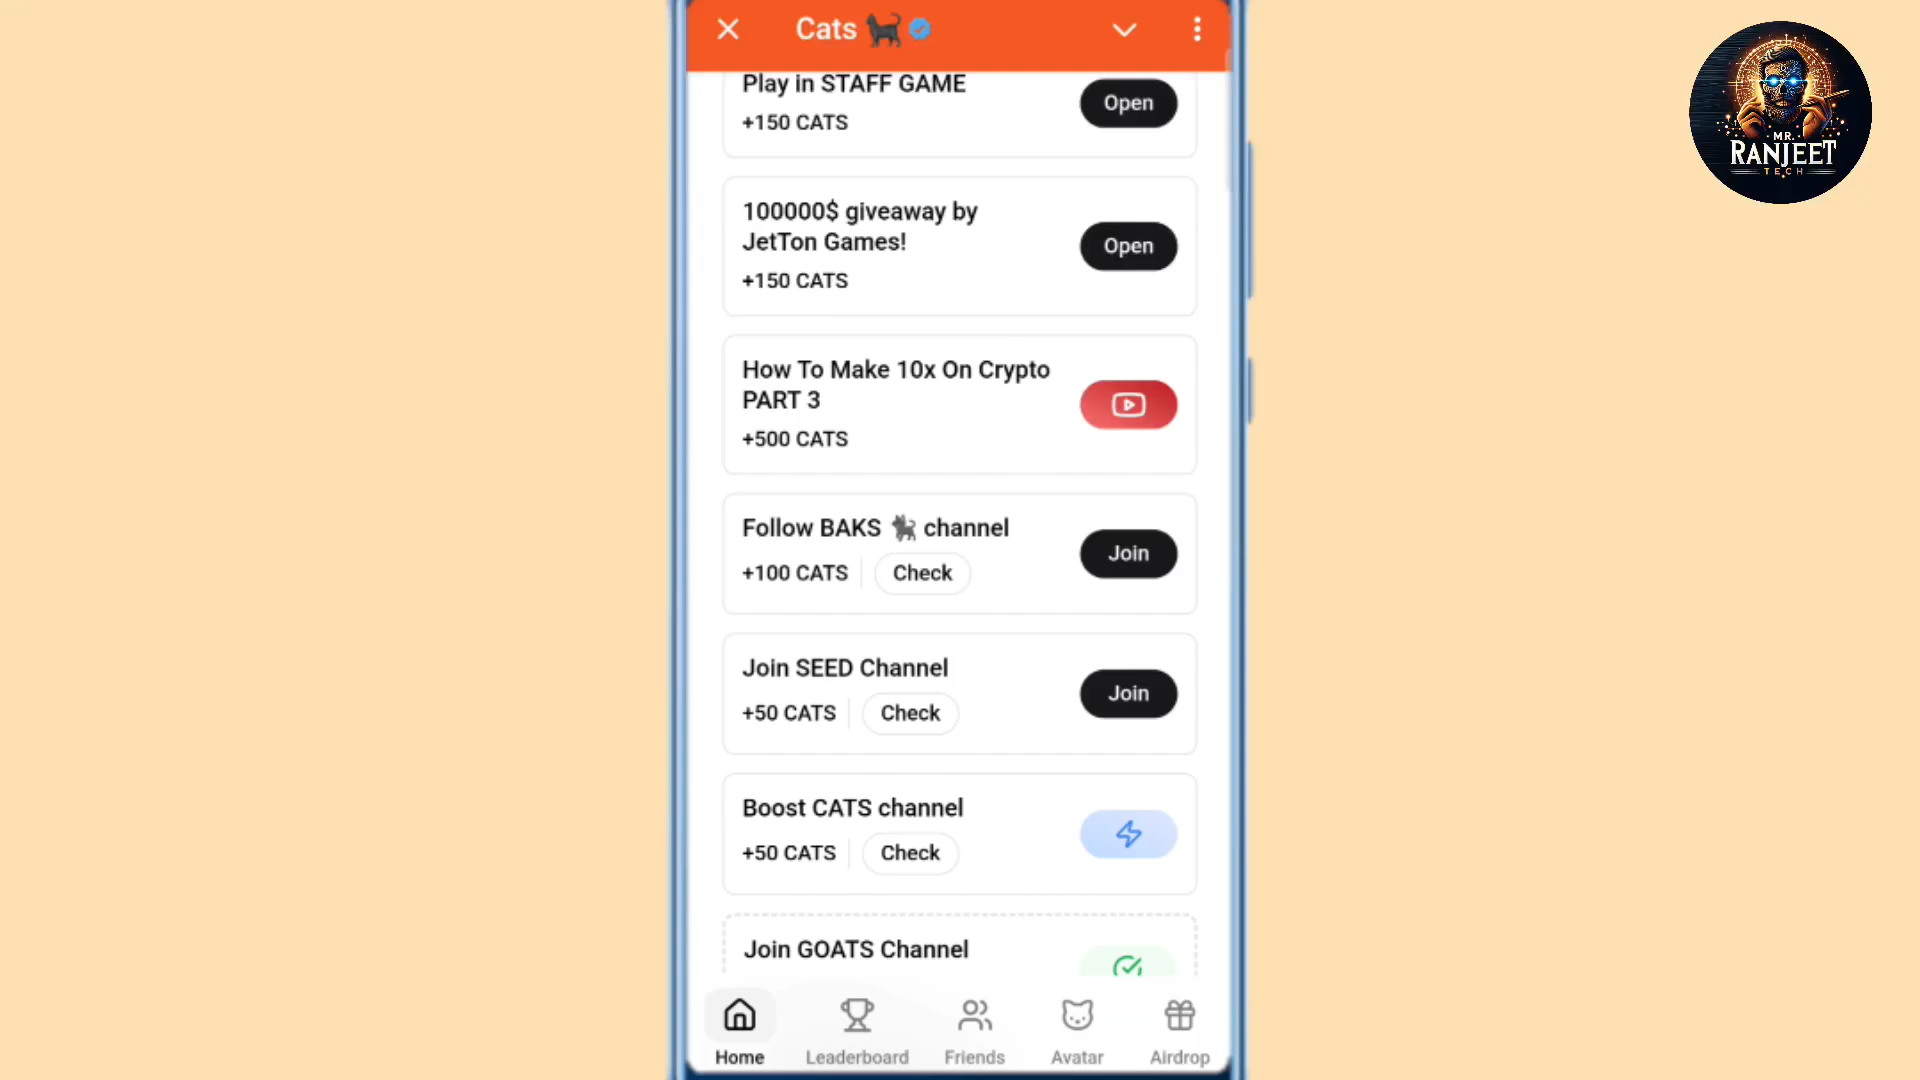 Cats
Play in STAFF GAME
+150 CATS
Open
100000$ giveaway by
JetTon Games!
+150 CATS
Open
How To Make 10x On Crypto
PART 3
+500 CATS
Follow BAKS channel
+100 CATS
Check
Join
Join SEED Channel
+50 CATS
Check
Join
Boost CATS channel
+50 CATS
Check
Join GOATS Channel
Home
Leaderboard
Friends
Avatar
Airdrop
MR.
RANJEET
TECH